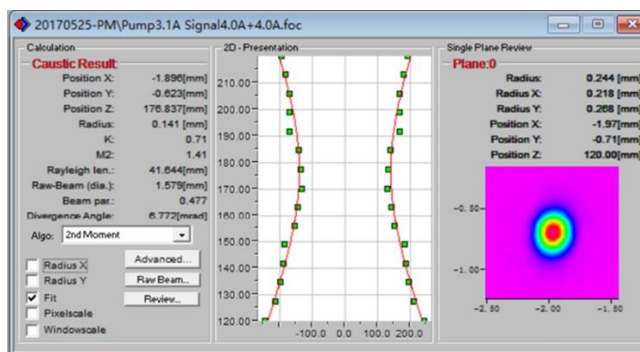 20170525-PM\Pump3.1A Signal4.0A+4.0A.foc
Calculation
Caustic Result:
Position X: -1.896[mm]
Position Y: -0.623[mm]
Position Z: 176.837[mm]
Radius: 0.141 [mm]
K: 0.71
M2: 1.41
Rayleigh len.: 41.644[mm]
Raw-Beam (dia.): 1.579[mm]
Beam par.: 0.477
Divergence Angle: 6.772[mrad]
Algo: 2nd Moment
Radius X
Radius Y
Fit
Pixelscale
Windowscale
Advanced...
Raw Beam...
Review...
2D - Presentation
210.00
200.00
190.00
180.00
170.00
160.00
150.00
140.00
130.00
120.00
-100.0 0.0 100.0 200.0
Single Plane Review
Plane:0
Radius: 0.244 [mm]
Radius X: 0.218 [mm]
Radius Y: 0.268 [mm]
Position X: -1.97[mm]
Position Y: -0.71[mm]
Position Z: 120.00[mm]
-0.50
-1.00
-2.50 -2.00 -1.50